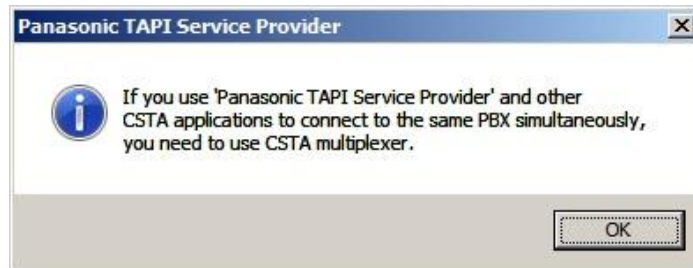 Panasonic TAPI Service Provider
If you use 'Panasonic TAPI Service Provider' and other
CSTA applications to connect to the same PBX simultaneously,
you need to use CSTA multiplexer.
OK